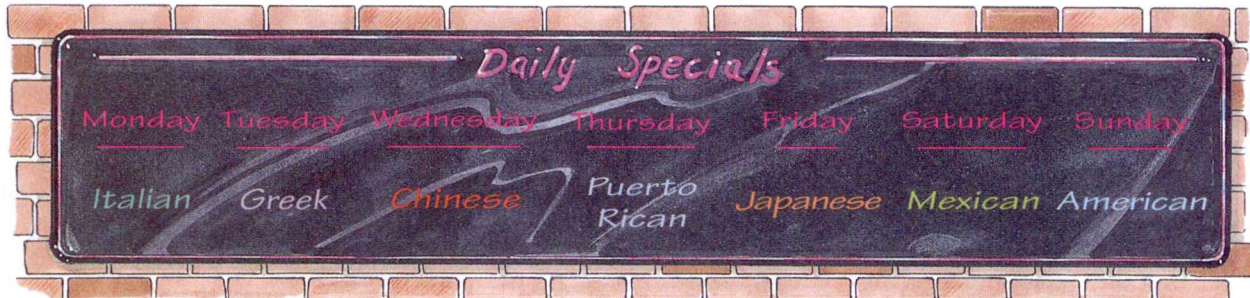 Daily Specials
Monday Tuesday Wednesday Thursday Friday Saturday Sunday
Italian Greek Chinese Puerto Rican Japanese Mexican American